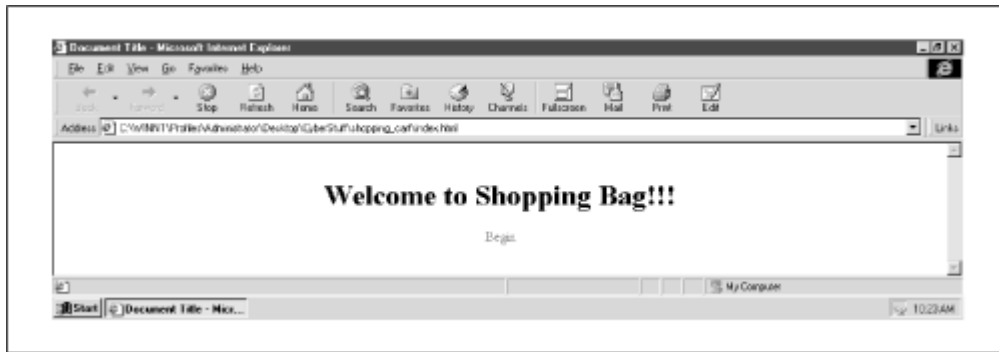 Document Title - Microsoft Internet Explorer
File Edit View Go Favorites Help
Back Forward Stop Refresh Home Search Favorites History Channels Fullscreen Mail Print Edit
Address C:\WINNT\Profiles\Administrator\Desktop\CyberStuff\shopping_cart\index.html Links
Welcome to Shopping Bag!!!
Begin
My Computer
Start Document Title - Micr... 10:23 AM